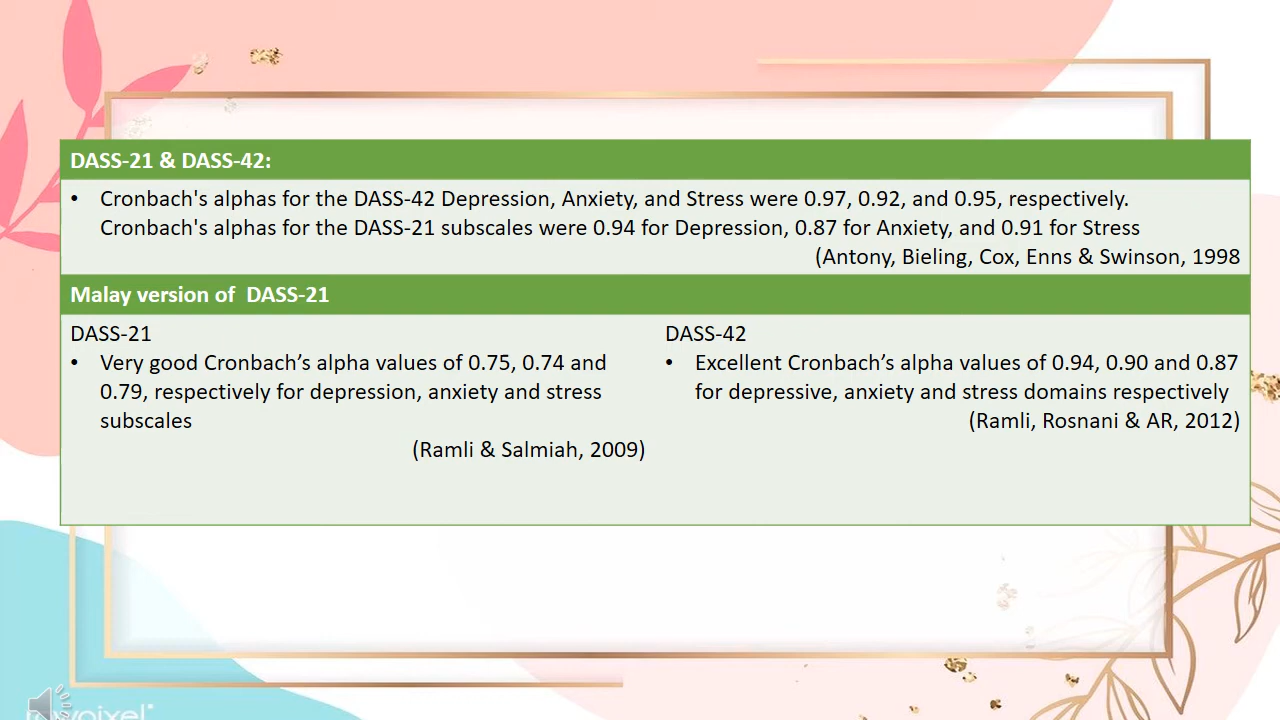 DASS-21 & DASS-42:
• Cronbach's alphas for the DASS-42 Depression, Anxiety, and Stress were 0.97, 0.92, and 0.95, respectively.
Cronbach's alphas for the DASS-21 subscales were 0.94 for Depression, 0.87 for Anxiety, and 0.91 for Stress
(Antony, Bieling, Cox, Enns & Swinson, 1998
Malay version of  DASS-21
DASS-21
• Very good Cronbach’s alpha values of 0.75, 0.74 and
0.79, respectively for depression, anxiety and stress
subscales
(Ramli & Salmiah, 2009)
DASS-42
• Excellent Cronbach’s alpha values of 0.94, 0.90 and 0.87
for depressive, anxiety and stress domains respectively
(Ramli, Rosnani & AR, 2012)